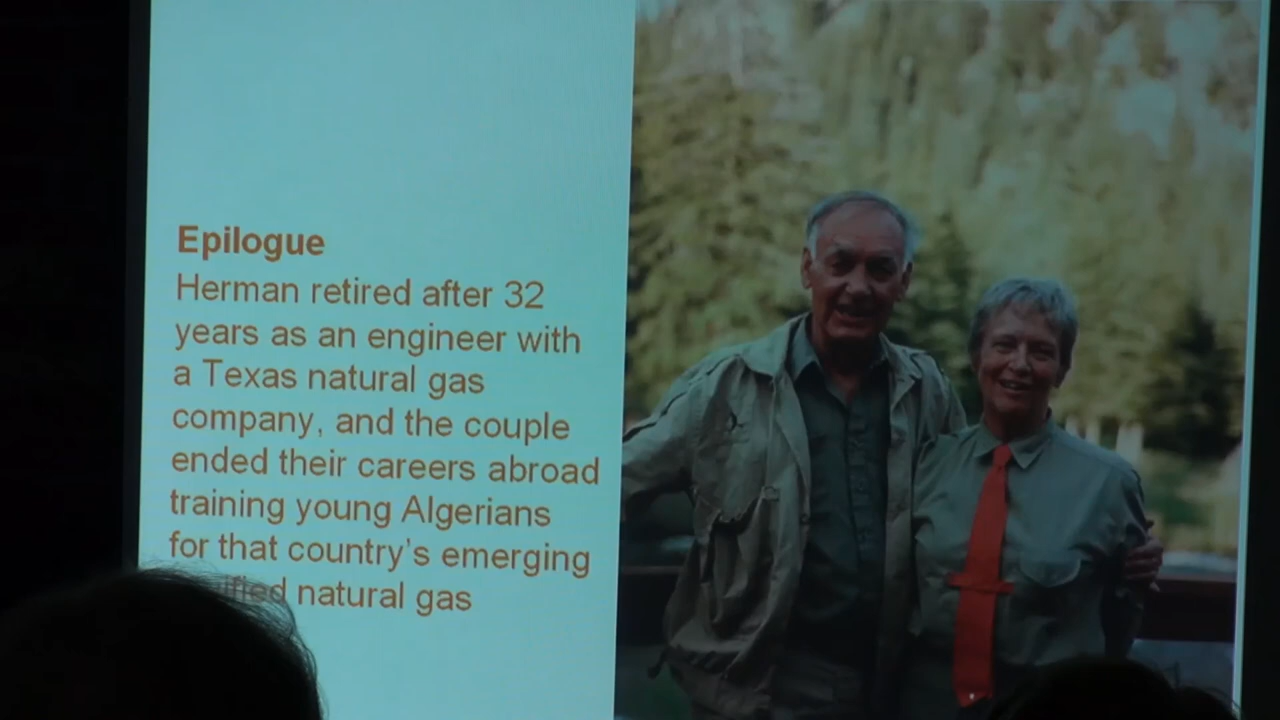 Epilogue
Herman retired after 32
years as an engineer with
a Texas natural gas
company, and the couple
ended their careers abroad
training young Algerians
for that country's emerging
natural gas